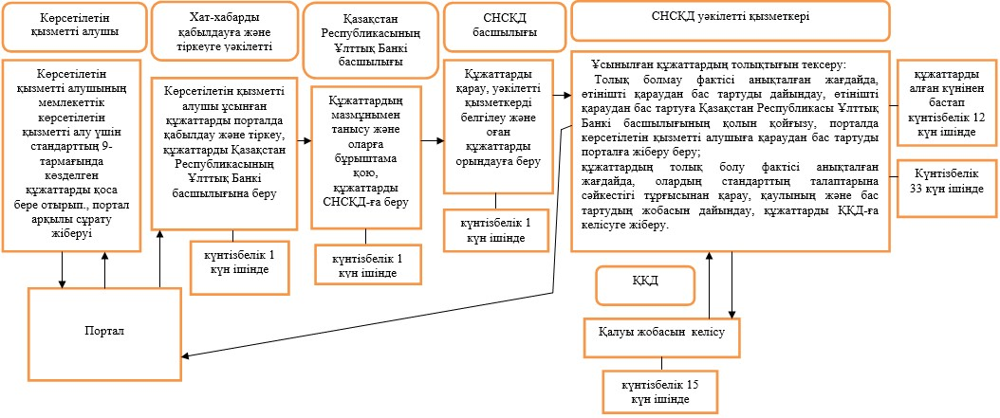 Көрсетілетін
қызметті алушы
Хат-хабарды
қабылдауға және
тіркеуге уәкілетті
Қазақстан
Республикасының
Ұлттық Банкі
басшылығы
СНСҚД
басшылығы
СНСҚД уәкілетті қызметкері
Көрсетілетін
қызметті алушының
мемлекеттік
көрсетілетін
қызметті алу үшін
стандарттың 9-
тармағында
көзделген
құжаттарды қоса
бере отырып., портал
арқылы сұрату
жіберуі
Көрсетілетін қызметті
алушы ұсынған
құжаттарды порталда
қабылдау және тіркеу,
құжаттарды Қазақстан
Республикасының
Ұлттық Банкі
басшылығына беру
күнтізбелік 1
күн ішінде
Құжаттардың
мазмұнымен
танысу және
оларға
бұрыштама
қою,
құжаттарды
СНСҚД-ға беру
күнтізбелік 1
күн ішінде
Құжаттарды
қарау, уәкілетті
қызметкерді
белгілеу және
оған
құжаттарды
орындауға беру
күнтізбелік 1
күн ішінде
Ұсынылған құжаттардың толықтығын тексеру:
Толық болмау фактісі анықталған жағдайда,
өтінішті қараудан бас тартуды дайындау, өтінішті
қараудан бас тартуға Қазақстан Республикасы Ұлттық
Банкі басшылығының қолын қойғызу, порталда
көрсетілетін қызметті алушыға қараудан бас тартуды
порталға жіберу беру;
құжаттардың толық болу фактісі анықталған
жағдайда, олардың стандарттың талаптарына
сәйкестігі тұрғысынан қарау, қаулының және бас
тартудың жобасын дайындау, құжаттарды ҚҚД-ға
келісуге жіберу.
құжаттарды
алған күнінен
бастап
күнтізбелік 12
күн ішінде
Күнтізбелік
33 күн ішінде
Портал
ҚҚД
Қалуы жобасын келісу
күнтізбелік 15
күн ішінде